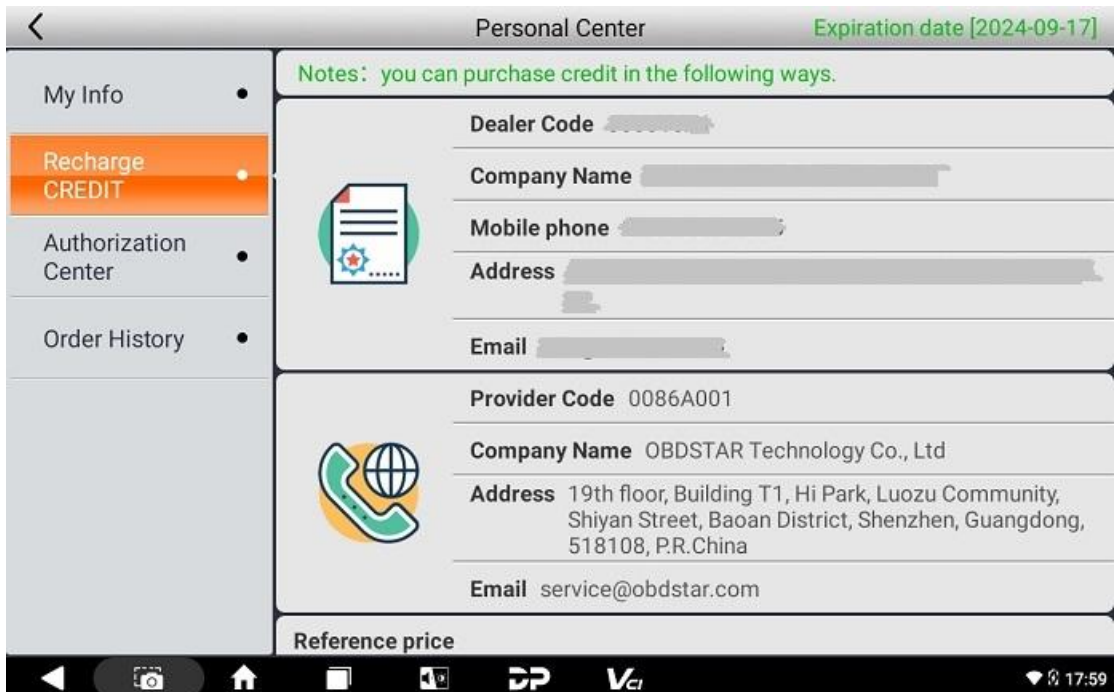 Personal Center
Expiration date [2024-09-17]
My Info
Recharge
CREDIT
Authorization
Center
Order History
Notes: you can purchase credit in the following ways.
Dealer Code
Company Name
Mobile phone
Address
Email
Provider Code 0086A001
Company Name OBDSTAR Technology Co., Ltd
Address 19th floor, Building T1, Hi Park, Luozu Community,
Shiyan Street, Baoan District, Shenzhen, Guangdong,
518108, P.R.China
Email service@obdstar.com
Reference price
DP
VCI
17:59